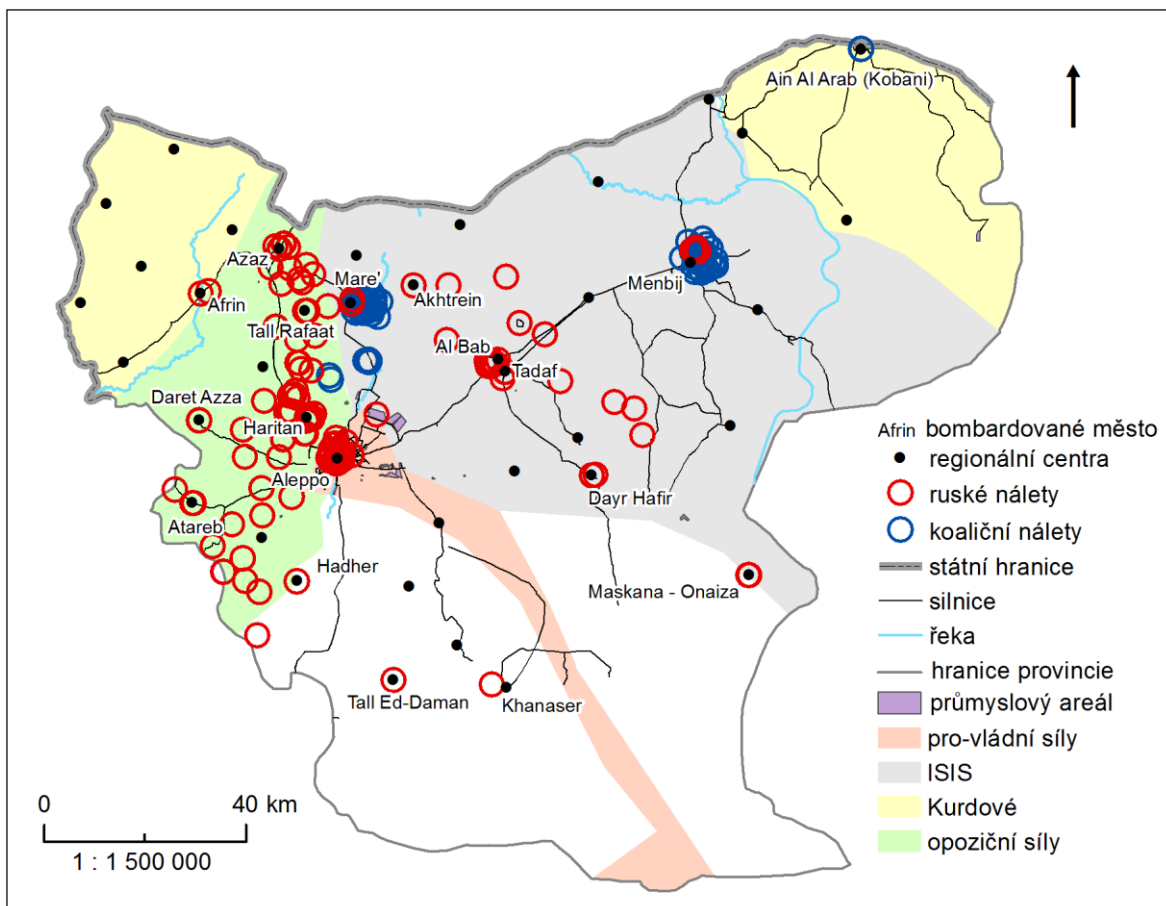 Ain Al Arab (Kobani)
Azaz
Mare'
Menbij
Afrin
Akhtrein
Tall Rafaat
Al Bab
Tadaf
Daret Azza
Haritan
Aleppo
Dayr Hafir
Atareb
Hadher
Maskana - Onaiza
Tall Ed-Daman
Khanaser
Afrin bombardované město
regionální centra
ruské nálety
koaliční nálety
státní hranice
silnice
řeka
hranice provincie
průmyslový areál
pro-vládní síly
ISIS
Kurdové
opoziční síly
0 40 km
1 : 1 500 000